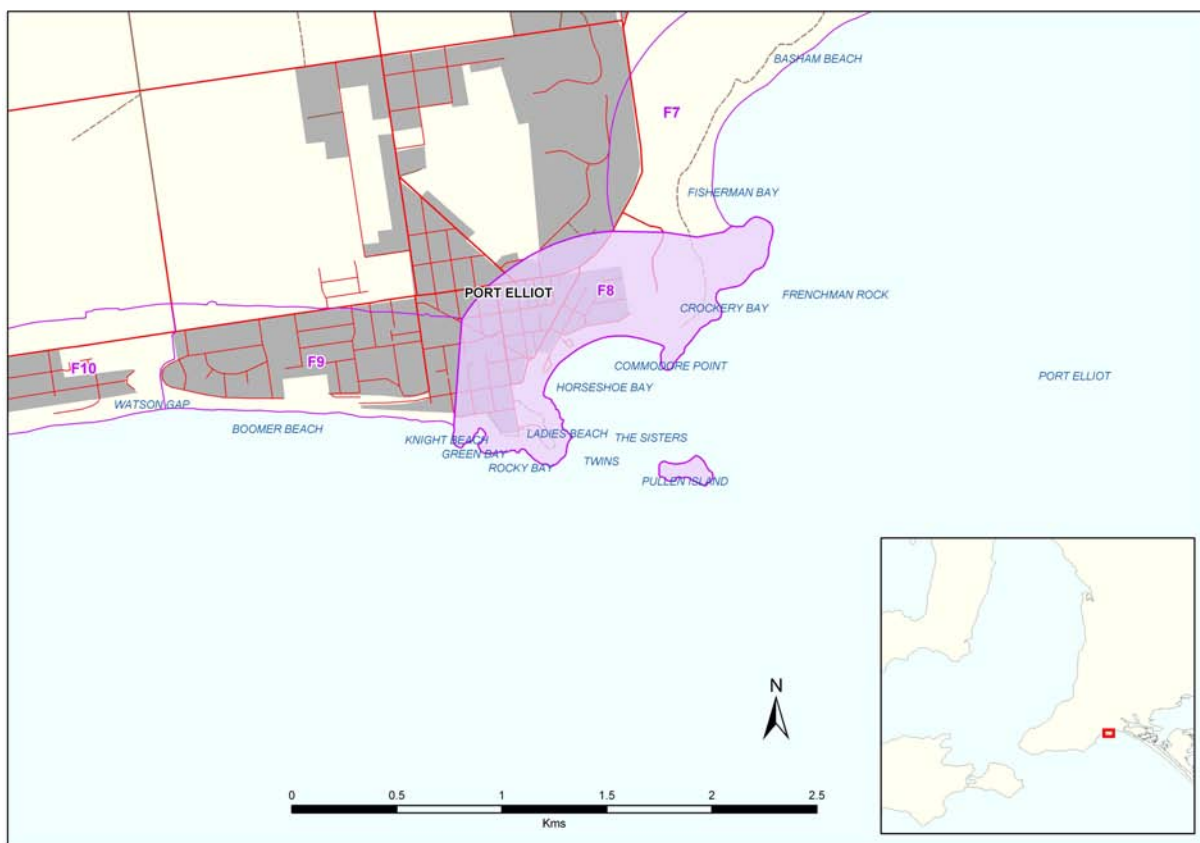 BASHAM BEACH
F7
FISHERMAN BAY
PORT ELLIOT
F8
FRENCHMAN ROCK
CROCKERY BAY
F9
F10
COMMODORE POINT
PORT ELLIOT
HORSESHOE BAY
WATSON GAP
BOOMER BEACH
LADIES BEACH
THE SISTERS
KNIGHT BEACH
GREEN BAY
ROCKY BAY
TWINS
PULLEN ISLAND
N
0 0.5 1 1.5 2 2.5
Kms